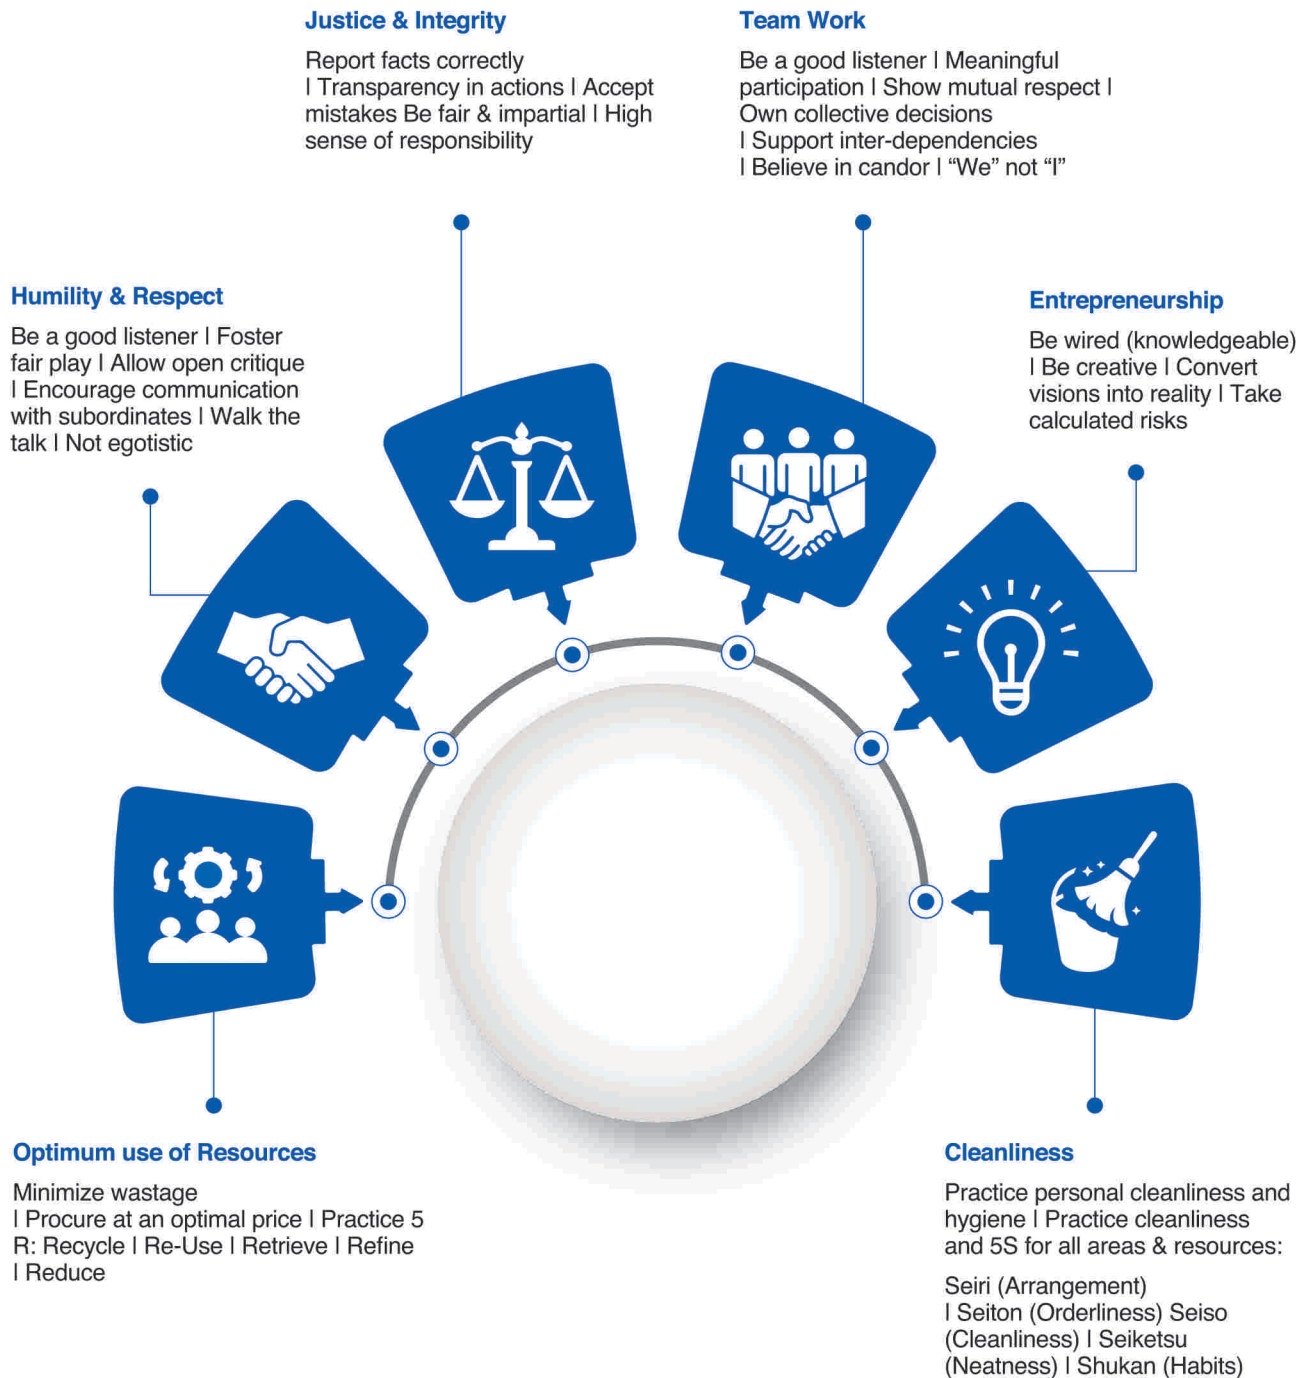 Justice & Integrity
Report facts correctly
| Transparency in actions | Accept
mistakes Be fair & impartial | High
sense of responsibility
Team Work
Be a good listener | Meaningful
participation | Show mutual respect |
Own collective decisions
| Support inter-dependencies
| Believe in candor | “We” not “I”
Humility & Respect
Be a good listener | Foster
fair play | Allow open critique
| Encourage communication
with subordinates | Walk the
talk | Not egotistic
Entrepreneurship
Be wired (knowledgeable)
| Be creative | Convert
visions into reality | Take
calculated risks
Optimum use of Resources
Minimize wastage
| Procure at an optimal price | Practice 5
R: Recycle | Re-Use | Retrieve | Refine
| Reduce
Cleanliness
Practice personal cleanliness and
hygiene | Practice cleanliness
and 5S for all areas & resources:
Seiri (Arrangement)
| Seiton (Orderliness) Seiso
(Cleanliness) | Seiketsu
(Neatness) | Shukan (Habits)